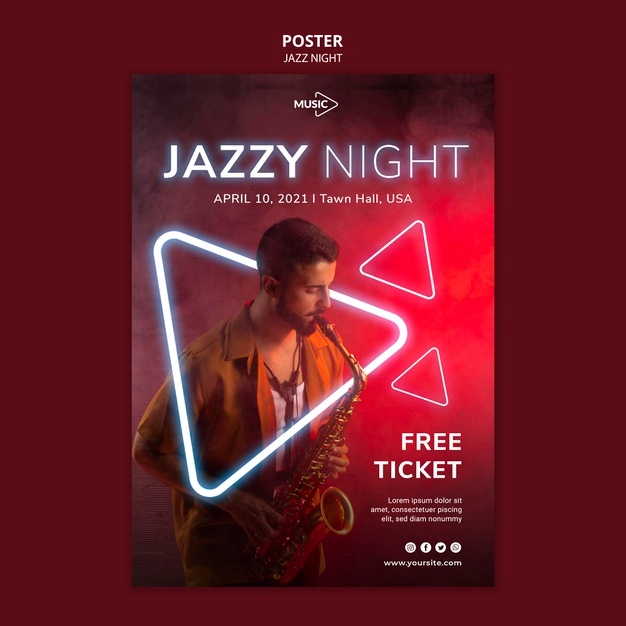 POSTER
JAZZ NIGHT
MUSIC
JAZZY NIGHT
APRIL 10, 2021 I Tawn Hall, USA
FREE
TICKET
Lorem ipsum dolor sit
amet, consectetuer piscing
elit, sed diam nonummy
www.yoursite.com